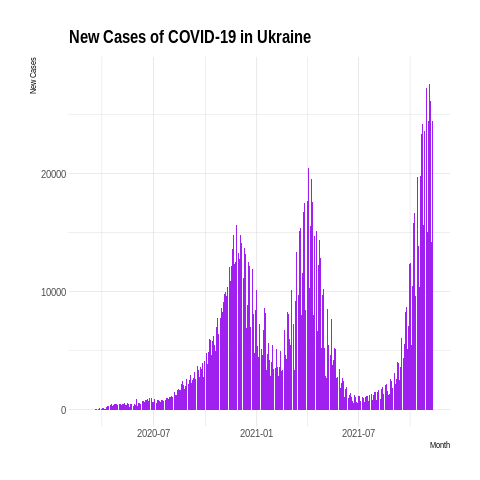 New Cases of COVID-19 in Ukraine
New Cases
20000
10000
0
2020-07 2021-01 2021-07
Month